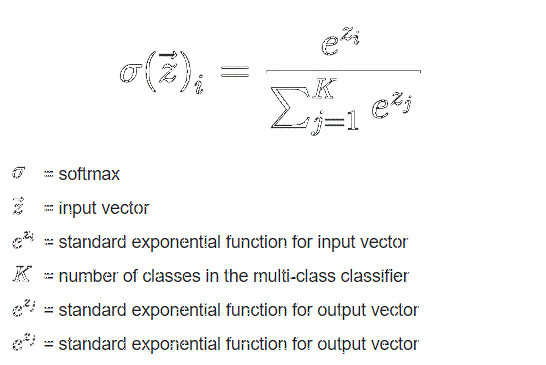 σ(z⃗)ᵢ = e^{zᵢ} / ∑_{j=1}^{K} e^{zⱼ}
σ = softmax
z⃗ = input vector
e^{zᵢ} = standard exponential function for input vector
K = number of classes in the multi-class classifier
e^{zⱼ} = standard exponential function for output vector
e^{zⱼ} = standard exponential function for output vector